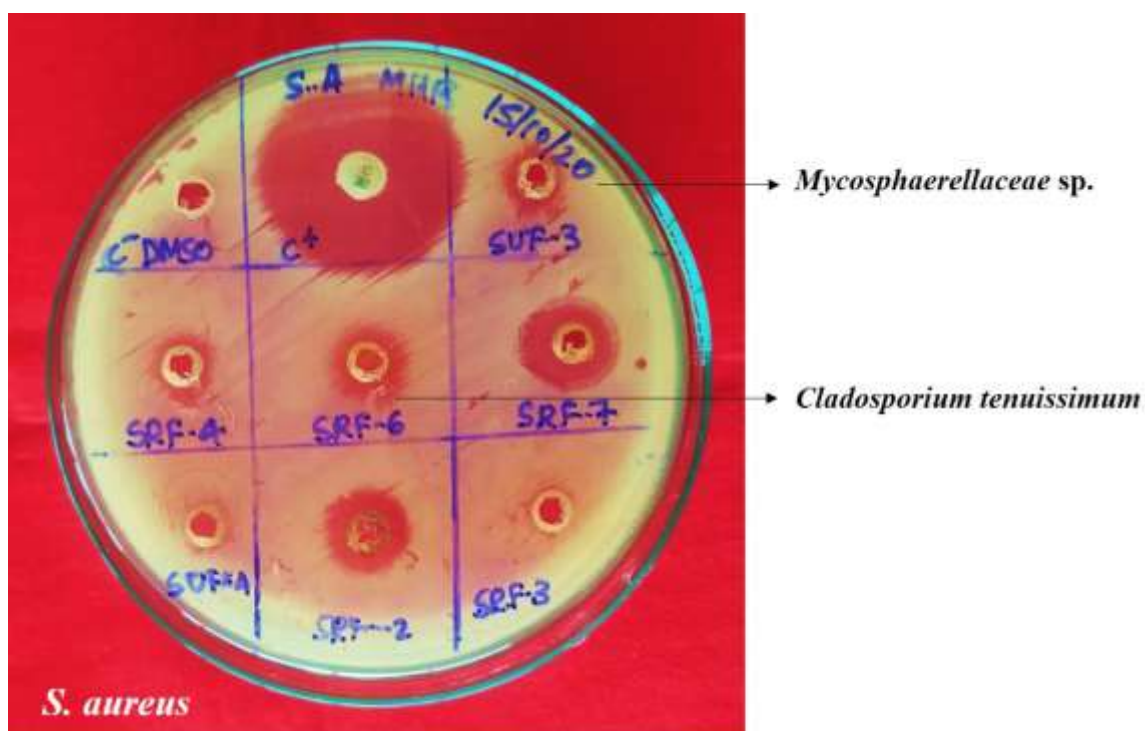 S.A MHA
15/10/20
Mycosphaerellaceae sp.
C- DMSO
C+
SUF-3
SRF-4
SRF-6
SRF-7
Cladosporium tenuissimum
SRF-2
SRF-3
S. aureus